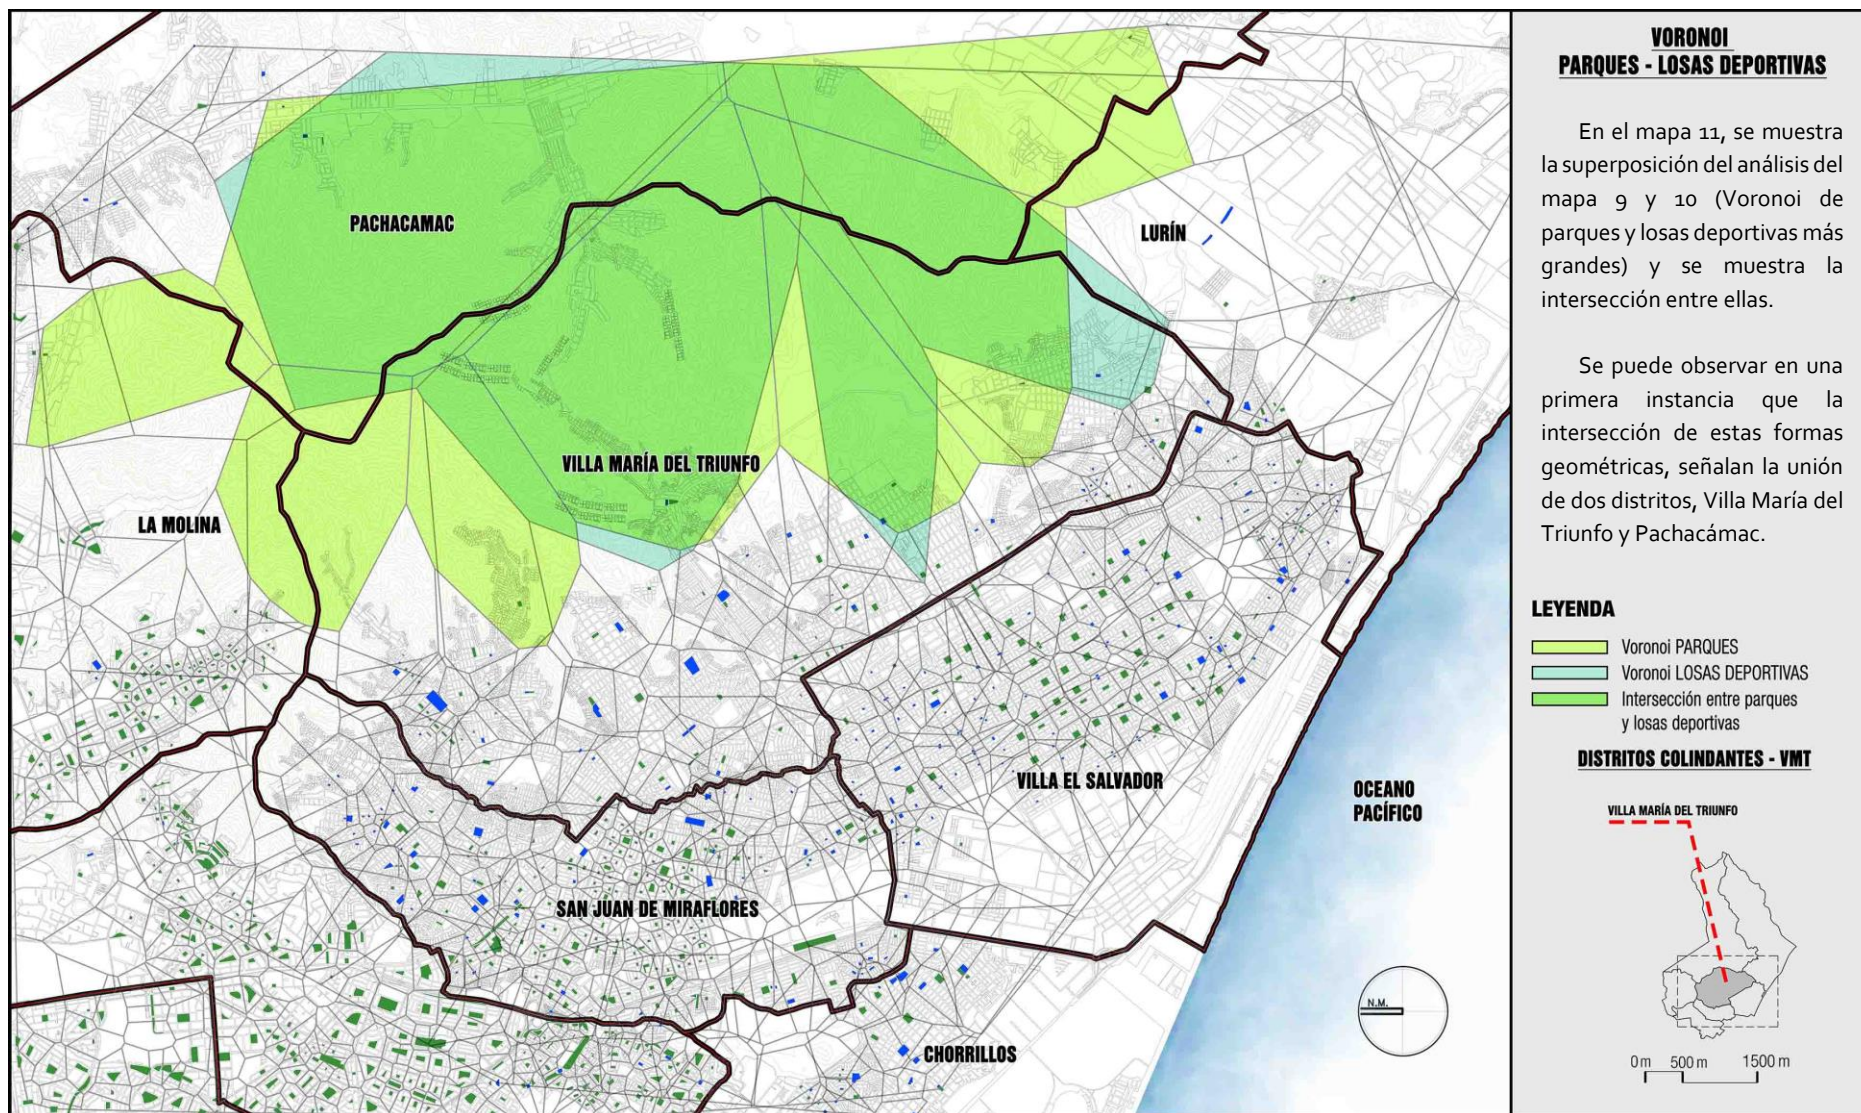 VORONOI
PARQUES - LOSAS DEPORTIVAS
En el mapa 11, se muestra
la superposición del análisis del
mapa 9 y 10 (Voronoi de
parques y losas deportivas más
grandes) y se muestra la
intersección entre ellas.
Se puede observar en una
primera instancia que la
intersección de estas formas
geométricas, señalan la unión
de dos distritos, Villa María del
Triunfo y Pachacámac.
LEYENDA
Voronoi PARQUES
Voronoi LOSAS DEPORTIVAS
Intersección entre parques
y losas deportivas
DISTRITOS COLINDANTES - VMT
VILLA MARÍA DEL TRIUNFO
0 m 500 m 1500 m
PACHACAMAC
LURÍN
VILLA MARÍA DEL TRIUNFO
LA MOLINA
VILLA EL SALVADOR
OCEANO
PACÍFICO
SAN JUAN DE MIRAFLORES
CHORRILLOS
N.M.